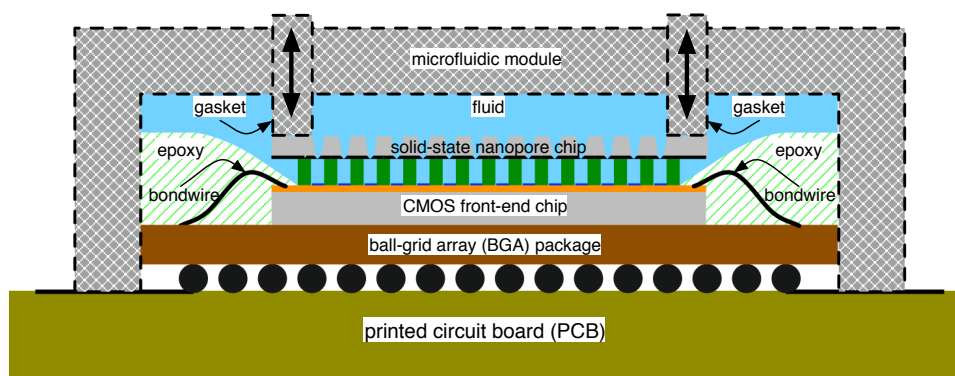 microfluidic module
gasket
fluid
gasket
solid-state nanopore chip
epoxy
epoxy
bondwire
bondwire
CMOS front-end chip
ball-grid array (BGA) package
printed circuit board (PCB)